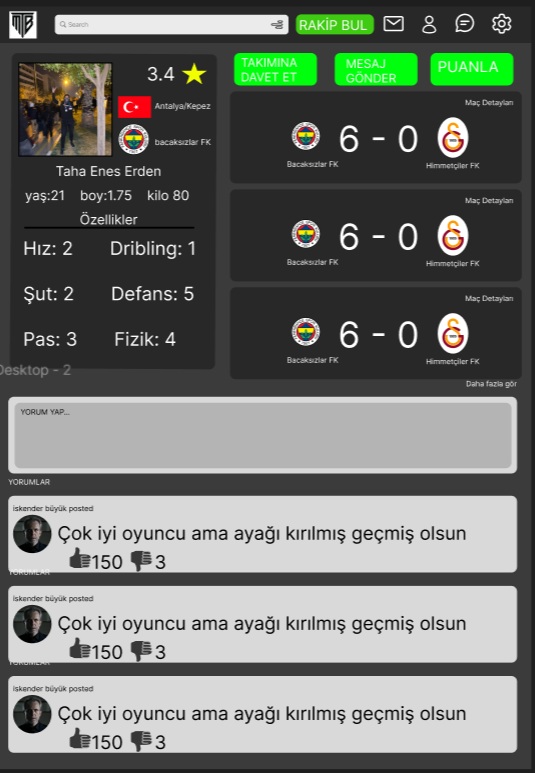 MTB
Search
RAKİP BUL
3.4
Antalya/Kepez
bacaksızlar FK
Taha Enes Erden
yaş:21 boy:1.75 kilo 80
Özellikler
Hız: 2 Dribling: 1
Şut: 2 Defans: 5
Pas: 3 Fizik: 4
Desktop - 2
TAKIMINA
DAVET ET
MESAJ
GÖNDER
PUANLA
Maç Detayları
6 - 0
Bacaksızlar FK
Himmetçiler FK
Maç Detayları
6 - 0
Bacaksızlar FK
Himmetçiler FK
Maç Detayları
6 - 0
Bacaksızlar FK
Himmetçiler FK
Daha fazla gör
YORUM YAP...
YORUMLAR
iskender büyük posted
Çok iyi oyuncu ama ayağı kırılmış geçmiş olsun
150 3
YORUMLAR
iskender büyük posted
Çok iyi oyuncu ama ayağı kırılmış geçmiş olsun
150 3
YORUMLAR
iskender büyük posted
Çok iyi oyuncu ama ayağı kırılmış geçmiş olsun
150 3